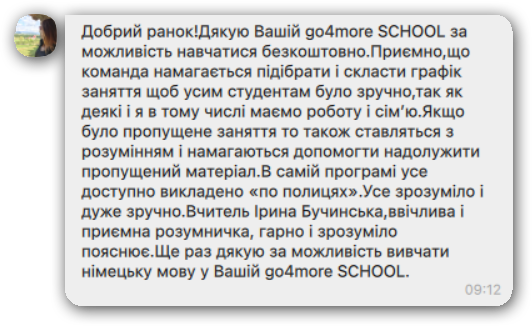 Добрий ранок!Дякую Вашій go4more SCHOOL за
можливість навчатися безкоштовно.Приємно,що
команда намагається підібрати і скласти графік
заняття щоб усим студентам було зручно,так як
деякі і я в тому числі маємо роботу і сім’ю.Якщо
було пропущене заняття то також ставляться з
розумінням і намагаються допомогти надолужити
пропущений матеріал.В самій програмі усе
доступно викладено «по полицях».Усе зрозуміло і
дуже зручно.Вчитель Ірина Бучинська,ввічлива і
приємна розумничка, гарно і зрозуміло
пояснює.Ще раз дякую за можливість вивчати
німецьку мову у Вашій go4more SCHOOL.
09:12